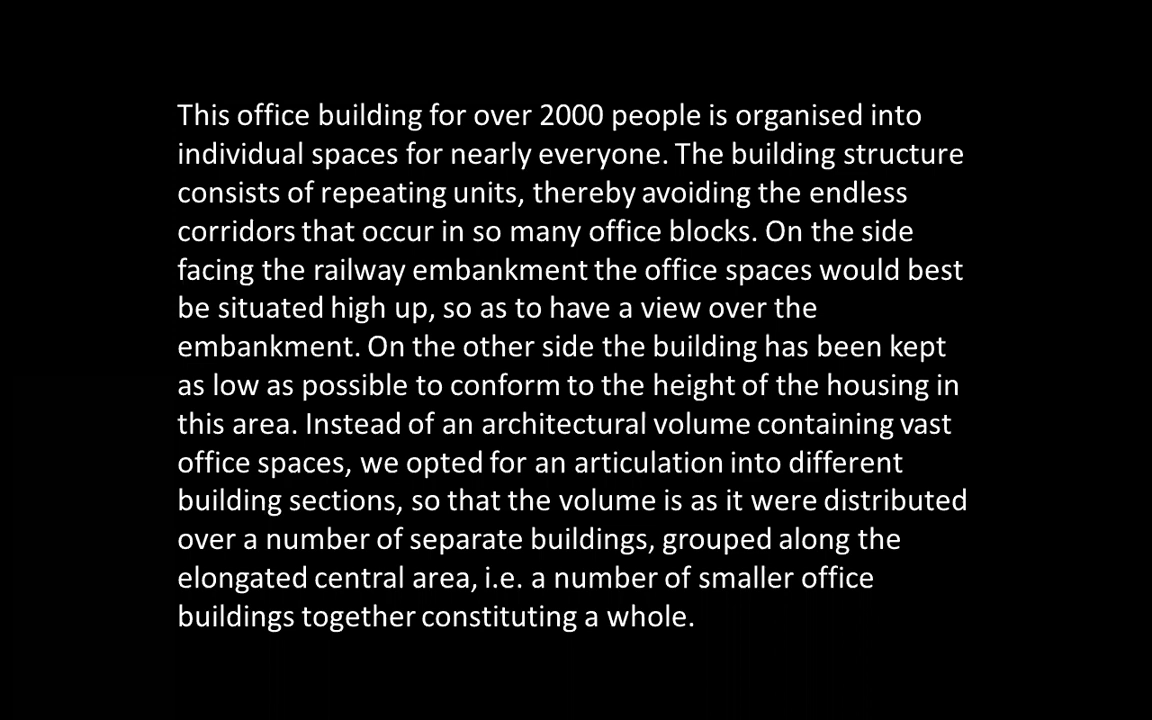 This office building for over 2000 people is organised into
individual spaces for nearly everyone. The building structure
consists of repeating units, thereby avoiding the endless
corridors that occur in so many office blocks. On the side
facing the railway embankment the office spaces would best
be situated high up, so as to have a view over the
embankment. On the other side the building has been kept
as low as possible to conform to the height of the housing in
this area. Instead of an architectural volume containing vast
office spaces, we opted for an articulation into different
building sections, so that the volume is as it were distributed
over a number of separate buildings, grouped along the
elongated central area, i.e. a number of smaller office
buildings together constituting a whole.